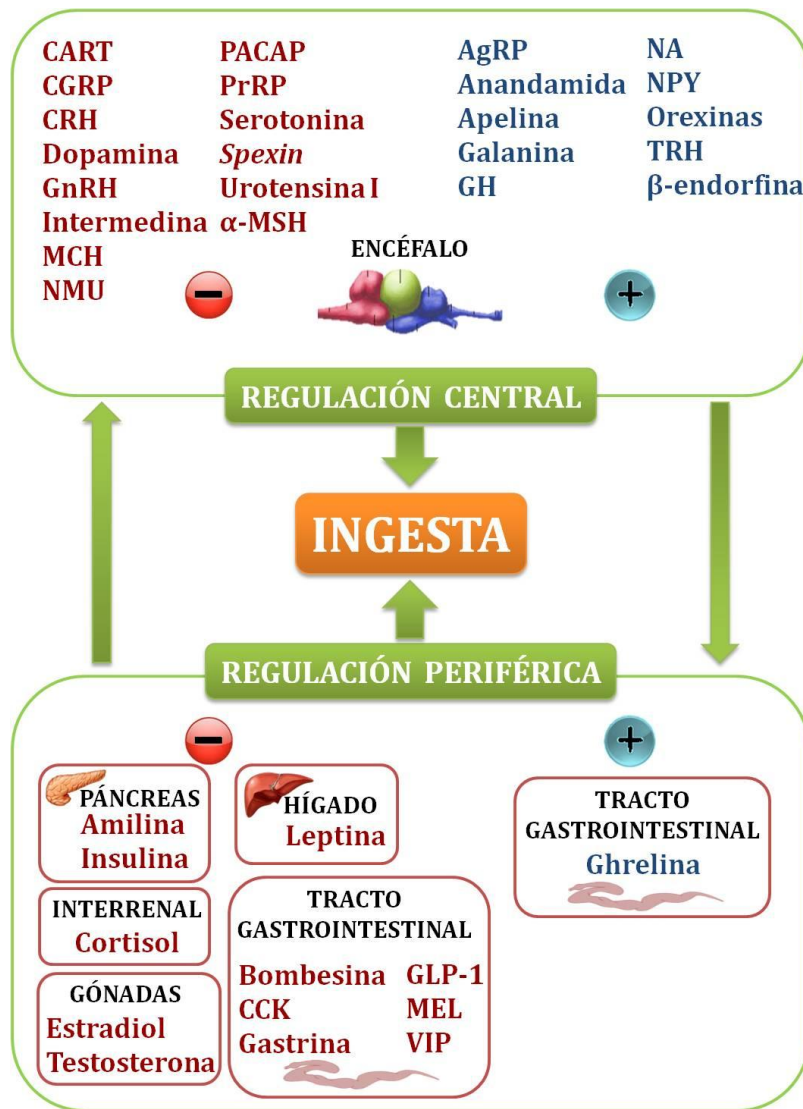 CART
CGRP
CRH
Dopamina
GnRH
Intermedina
MCH
NMU
PACAP
PrRP
Serotonina
Spexin
Urotensina I
α-MSH
AgRP
Anandamida
Apelina
Galanina
GH
NA
NPY
Orexinas
TRH
β-endorfina
ENCÉFALO
REGULACIÓN CENTRAL
INGESTA
REGULACIÓN PERIFÉRICA
PÁNCREAS
Amilina
Insulina
HÍGADO
Leptina
INTERRENAL
Cortisol
GÓNADAS
Estradiol
Testosterona
TRACTO
GASTROINTESTINAL
Bombesina
CCK
Gastrina
GLP-1
MEL
VIP
TRACTO
GASTROINTESTINAL
Ghrelina